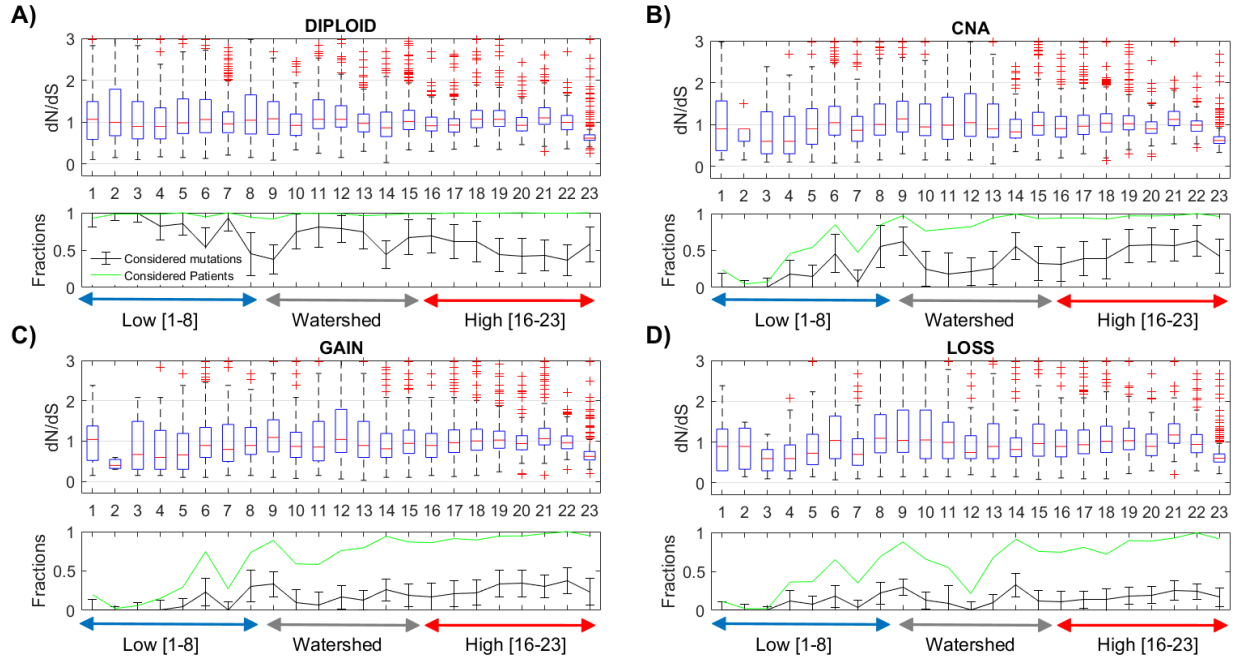 A)
DIPLOID
dN/dS
3
2
1
0
1 2 3 4 5 6 7 8 9 10 11 12 13 14 15 16 17 18 19 20 21 22 23
Fractions
1
0.5
0
Considered mutations
Considered Patients
Low [1-8]
Watershed
High [16-23]
B)
CNA
dN/dS
3
2
1
0
1 2 3 4 5 6 7 8 9 10 11 12 13 14 15 16 17 18 19 20 21 22 23
Fractions
1
0.5
0
Low [1-8]
Watershed
High [16-23]
C)
GAIN
dN/dS
3
2
1
0
1 2 3 4 5 6 7 8 9 10 11 12 13 14 15 16 17 18 19 20 21 22 23
Fractions
1
0.5
0
Low [1-8]
Watershed
High [16-23]
D)
LOSS
dN/dS
3
2
1
0
1 2 3 4 5 6 7 8 9 10 11 12 13 14 15 16 17 18 19 20 21 22 23
Fractions
1
0.5
0
Low [1-8]
Watershed
High [16-23]